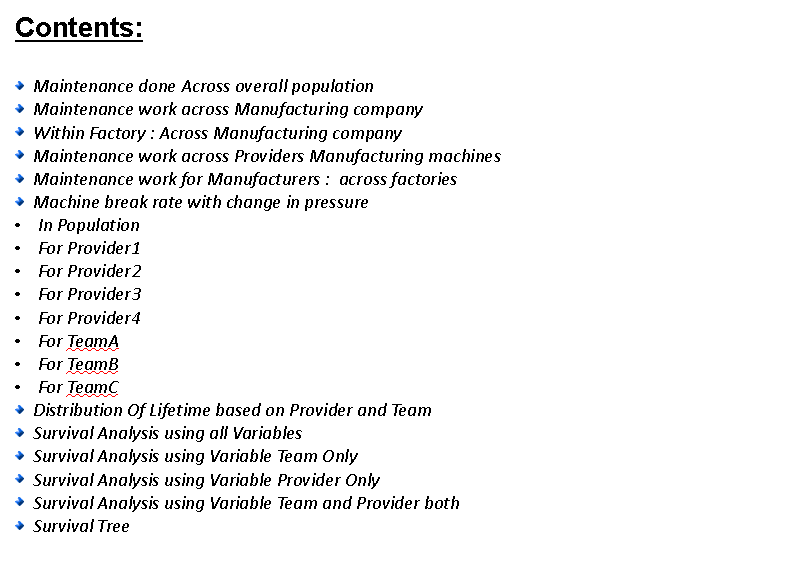 Contents:
Maintenance done Across overall population
Maintenance work across Manufacturing company
Within Factory : Across Manufacturing company
Maintenance work across Providers Manufacturing machines
Maintenance work for Manufacturers :  across factories
Machine break rate with change in pressure
• In Population
• For Provider1
• For Provider2
• For Provider3
• For Provider4
• For TeamA
• For TeamB
• For TeamC
Distribution Of Lifetime based on Provider and Team
Survival Analysis using all Variables
Survival Analysis using Variable Team Only
Survival Analysis using Variable Provider Only
Survival Analysis using Variable Team and Provider both
Survival Tree